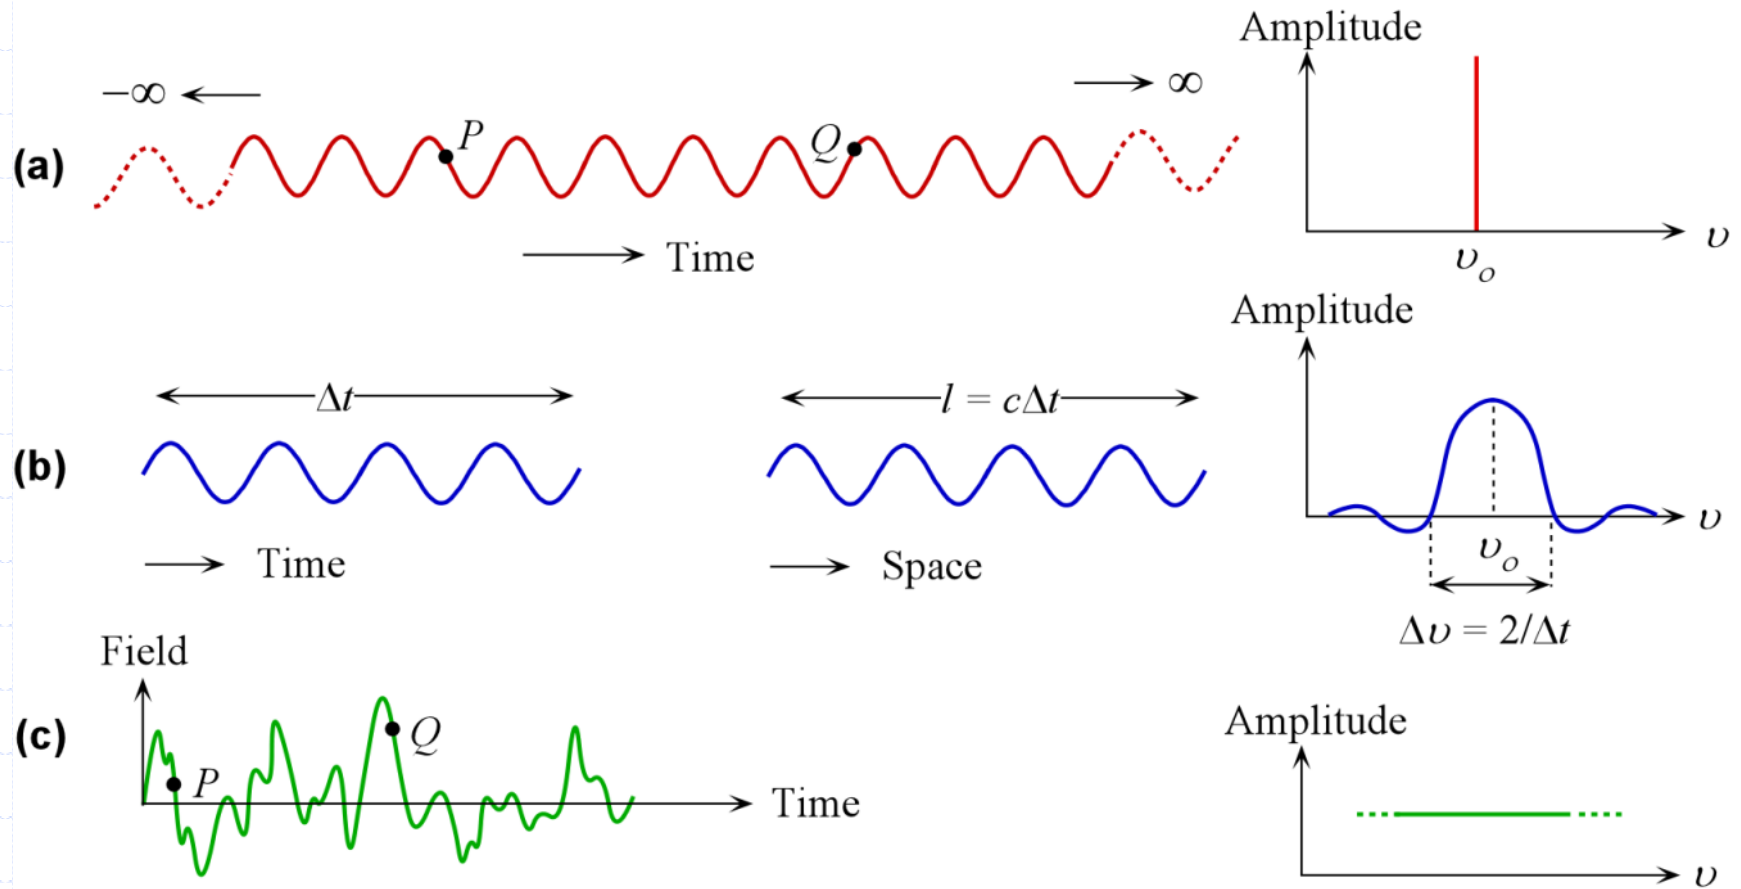 Amplitude
−∞
∞
(a)
P
Q
Time
υ
υo
Amplitude
Δt
l = cΔt
(b)
Time
Space
υ
υo
Δυ = 2/Δt
Field
(c)
P
Q
Time
Amplitude
υ